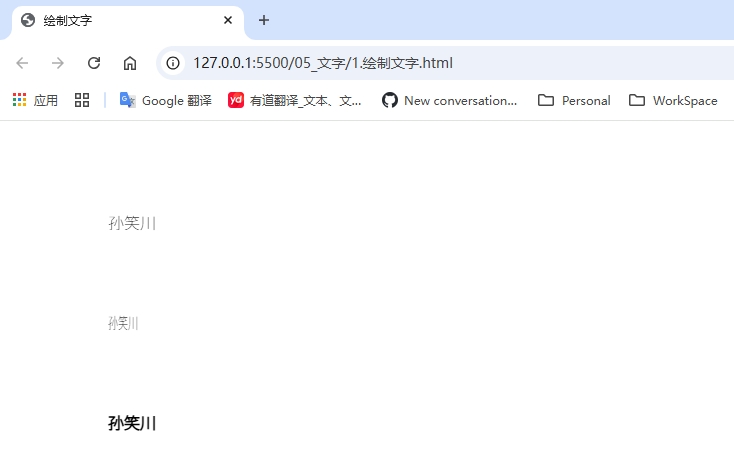 绘制文字
127.0.0.1:5500/05_文字/1.绘制文字.html
应用 Google 翻译 yd 有道翻译_文本、文... New conversation... Personal WorkSpace
孙笑川
孙笑川
孙笑川